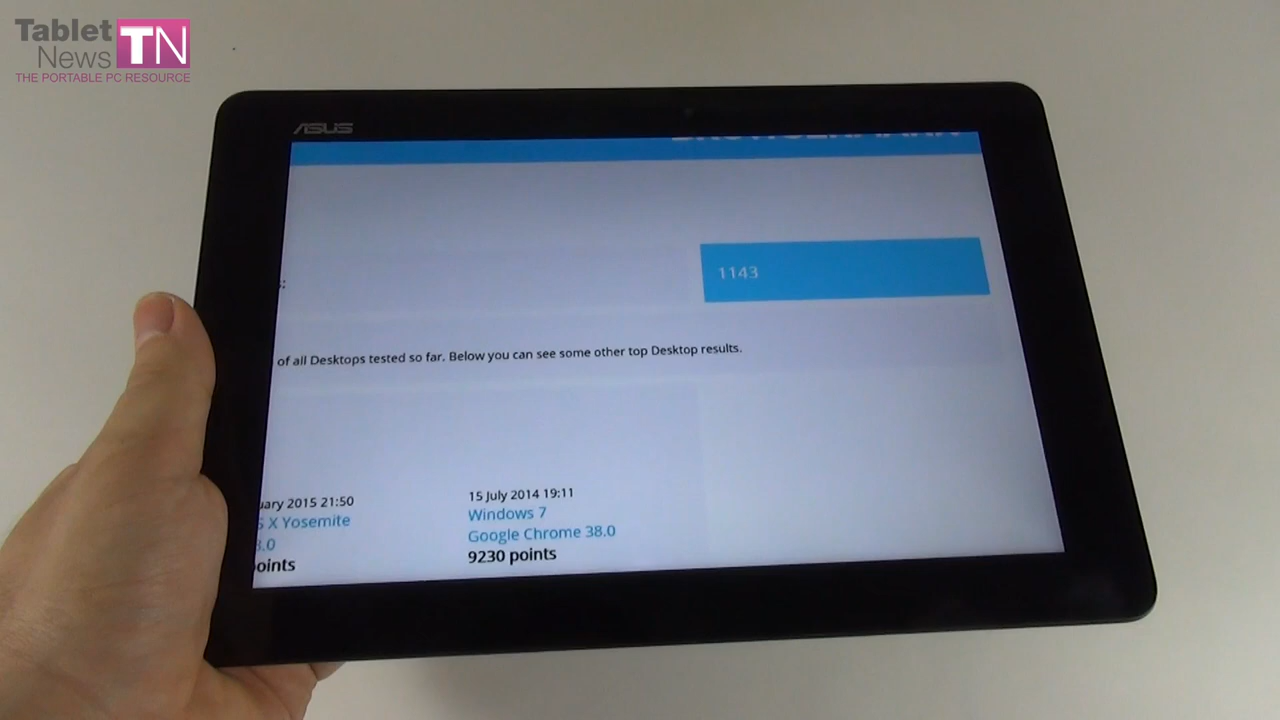 Tablet
News TN
THE PORTABLE PC RESOURCE
ASUS
1143
of all Desktops tested so far. Below you can see some other top Desktop results.
uary 2015 21:50
S X Yosemite
8.0
oints
15 July 2014 19:11
Windows 7
Google Chrome 38.0
9230 points